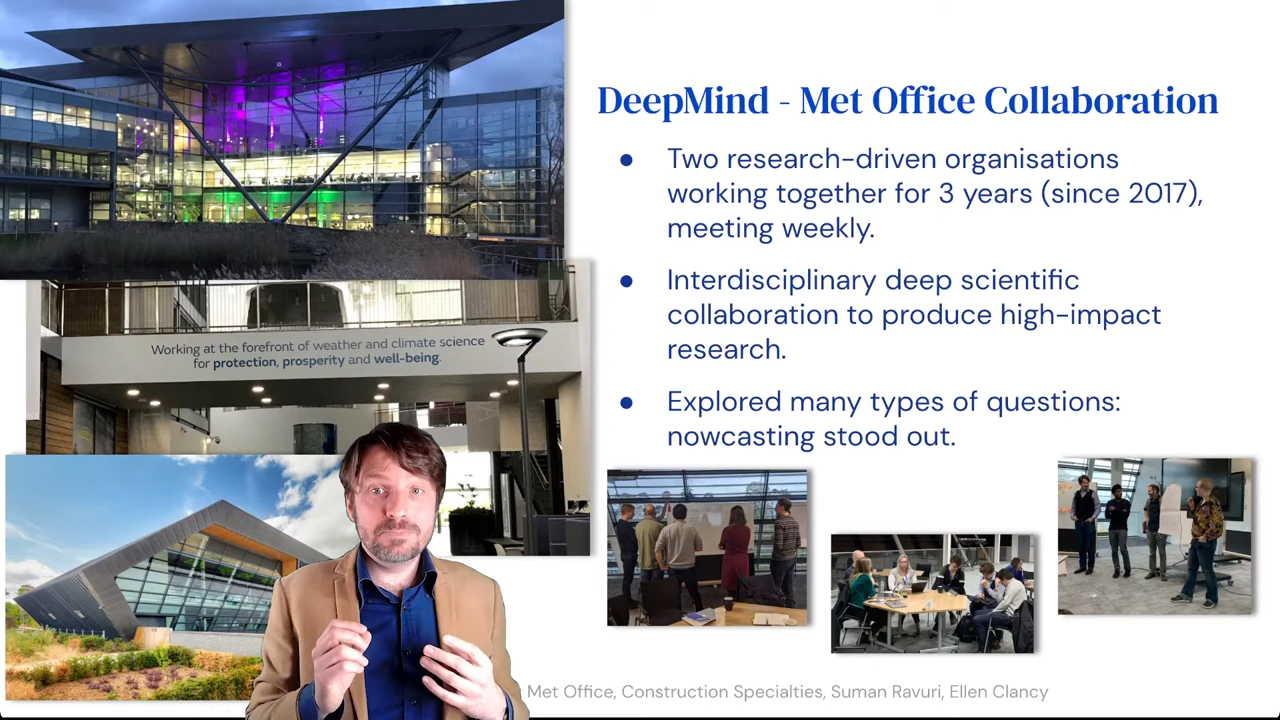 DeepMind - Met Office Collaboration
● Two research-driven organisations
working together for 3 years (since 2017),
meeting weekly.
● Interdisciplinary deep scientific
collaboration to produce high-impact
research.
● Explored many types of questions:
nowcasting stood out.
Working at the forefront of weather and climate science
for protection, prosperity and well-being.
Met Office, Construction Specialties, Suman Ravuri, Ellen Clancy